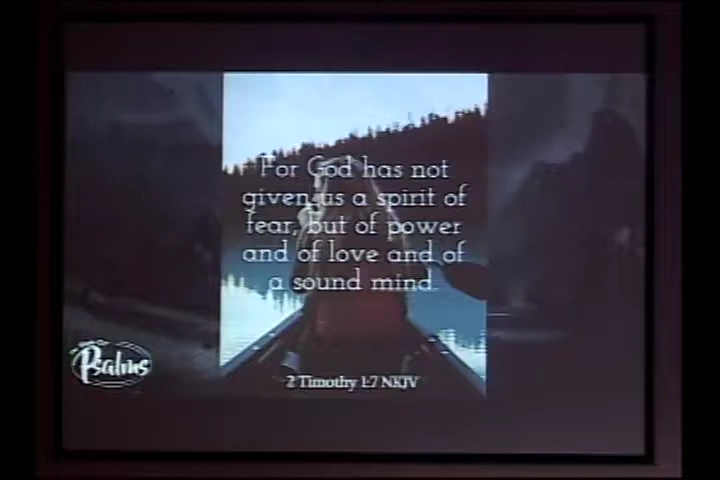 For God has not
given us a spirit of
fear, but of power
and of love and of
a sound mind.
2 Timothy 1:7 NKJV
Psalms